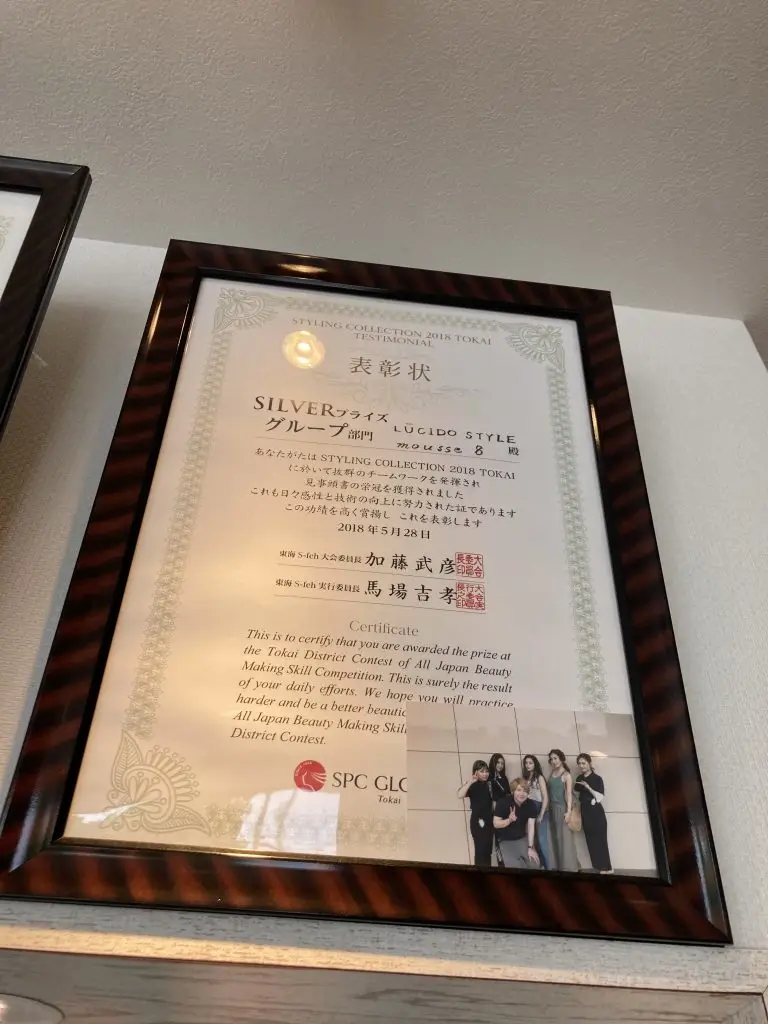 STYLING COLLECTION 2018 TOKAI
TESTIMONIAL
表彰状
SILVERプライズ
グループ部門 LÜCIDO STYLE
mousse 8 殿
あなたがたは STYLING COLLECTION 2018 TOKAI
に於いて抜群のチームワークを発揮され
見事頭書の栄冠を獲得されました
これも日々感性と技術の向上に努力された証であります
この功績を高く賞揚し これを表彰します
2018年5月28日
東海 S-feh 大会委員長 加藤武彦
東海 S-feh 実行委員長 馬場吉孝
Certificate
This is to certify that you are awarded the prize at
the Tokai District Contest of All Japan Beauty
Making Skill Competition. This is surely the result
of your daily efforts. We hope you will practice
harder and be a better
All Japan Beauty Making
District Contest.
SPC
Tokai